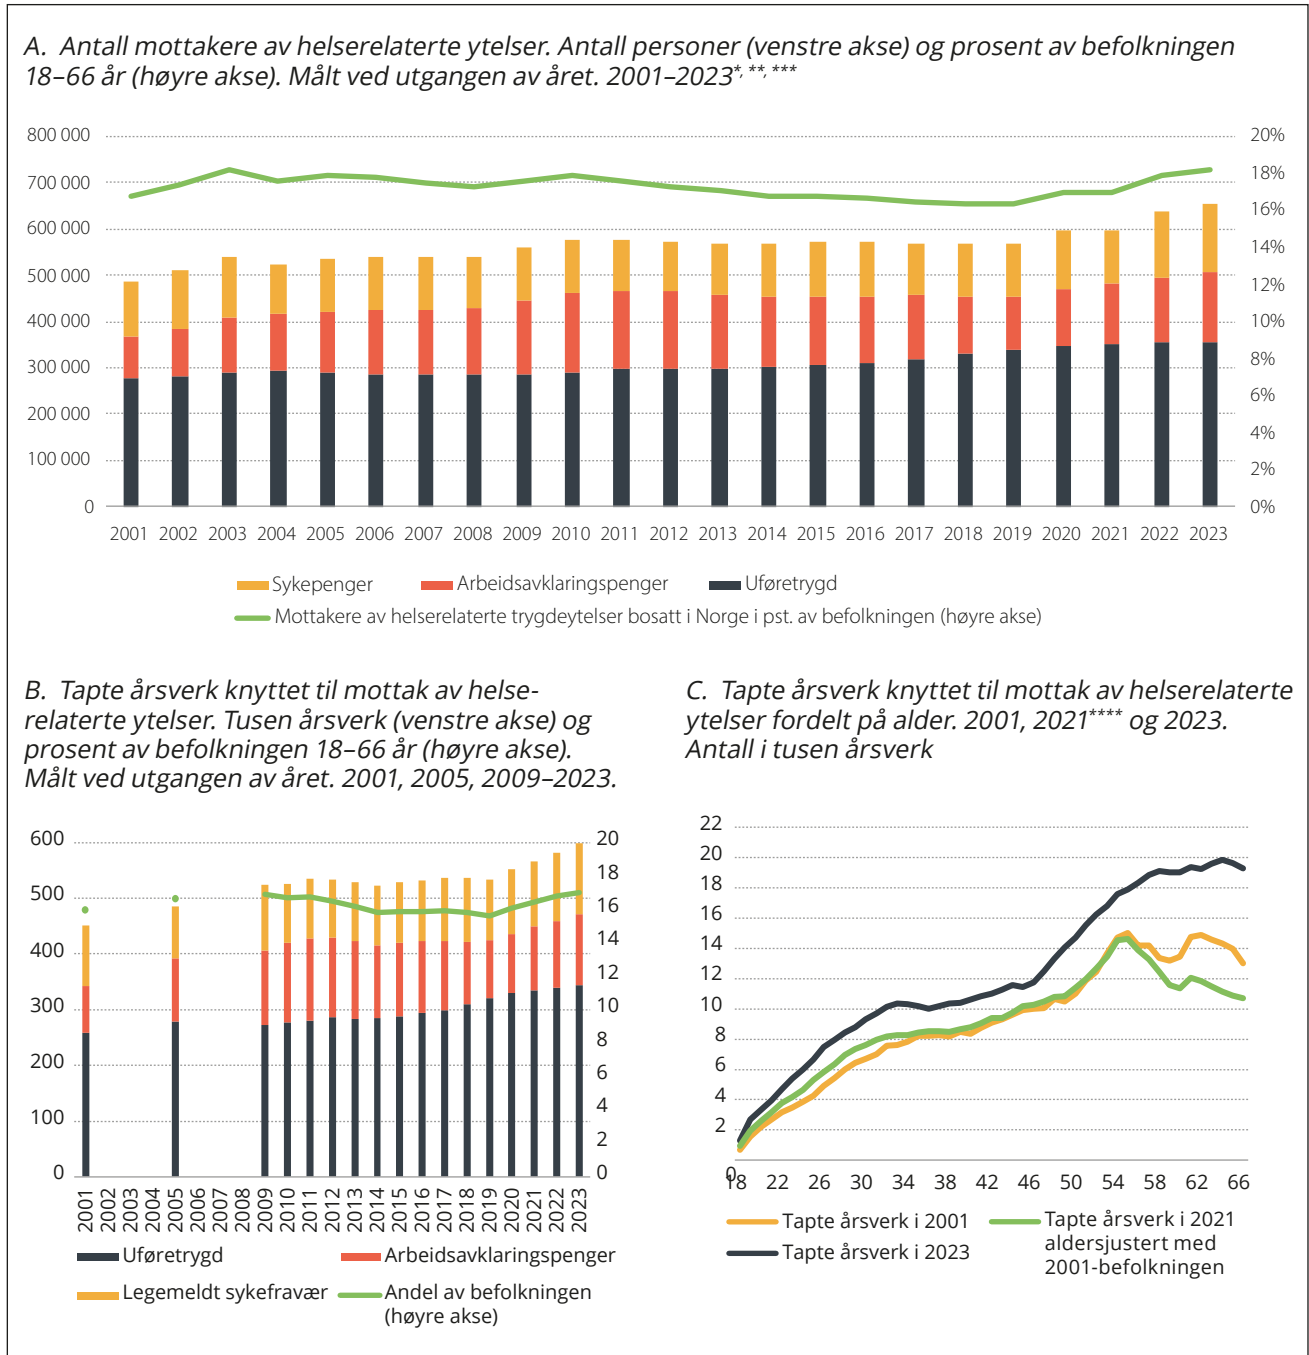 A. Antall mottakere av helserelaterte ytelser. Antall personer (venstre akse) og prosent av befolkningen
18–66 år (høyre akse). Målt ved utgangen av året. 2001–2023*, **, ***
800 000 20%
700 000 18%
600 000 16%
500 000 14%
400 000 12%
300 000 10%
200 000 8%
100 000 6%
0 4%
2%
0%
2001 2002 2003 2004 2005 2006 2007 2008 2009 2010 2011 2012 2013 2014 2015 2016 2017 2018 2019 2020 2021 2022 2023
Sykepenger Arbeidsavklaringspenger Uføretrygd
Mottakere av helserelaterte trygdeytelser bosatt i Norge i pst. av befolkningen (høyre akse)
B. Tapte årsverk knyttet til mottak av helse-
relaterte ytelser. Tusen årsverk (venstre akse) og
prosent av befolkningen 18–66 år (høyre akse).
Målt ved utgangen av året. 2001, 2005, 2009–2023.
600 20
500 18
400 16
300 14
200 12
100 10
0 8
6
4
2
0
2001 2002 2003 2004 2005 2006 2007 2008 2009 2010 2011 2012 2013 2014 2015 2016 2017 2018 2019 2020 2021 2022 2023
Uføretrygd Arbeidsavklaringspenger
Legemeldt sykefravær Andel av befolkningen
(høyre akse)
C. Tapte årsverk knyttet til mottak av helserelaterte
ytelser fordelt på alder. 2001, 2021**** og 2023.
Antall i tusen årsverk
22
20
18
16
14
12
10
8
6
4
2
0
18 22 26 30 34 38 42 46 50 54 58 62 66
Tapte årsverk i 2001 Tapte årsverk i 2021
Tapte årsverk i 2023 aldersjustert med
2001-befolkningen